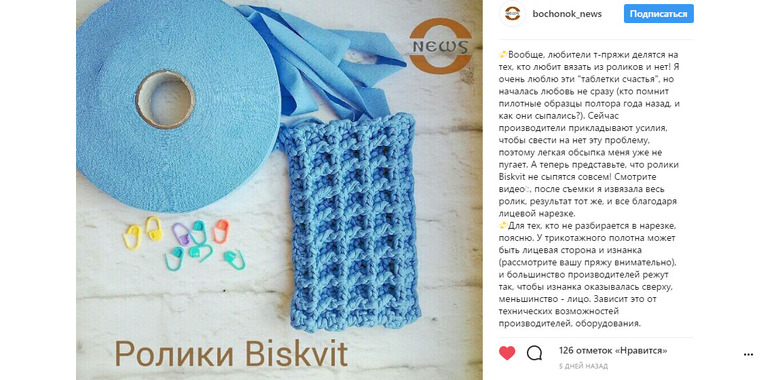 NEWS
Ролики Biskvit
bochonok_news
Подписаться
Вообще, любители т-пряжи делятся на
тех, кто любит вязать из роликов и нет! Я
очень люблю эти "таблетки счастья", но
началась любовь не сразу (кто помнит
пилотные образцы полтора года назад, и
как они сыпались?). Сейчас
производители прикладывают усилия,
чтобы свести на нет эту проблему,
поэтому легкая обсыпка меня уже не
пугает. А теперь представьте, что ролики
Biskvit не сыпятся совсем! Смотрите
видео, после съемки я извязала весь
ролик, результат тот же, и все благодаря
лицевой нарезке.
Для тех, кто не разбирается в нарезке,
поясню. У трикотажного полотна может
быть лицевая сторона и изнанка
(рассмотрите вашу пряжу внимательно),
и большинство производителей режут
так, чтобы изнанка оказывалась сверху,
меньшинство - лицо. Зависит это от
технических возможностей
производителей, оборудования.
126 отметок «Нравится»
5 ДНЕЙ НАЗАД